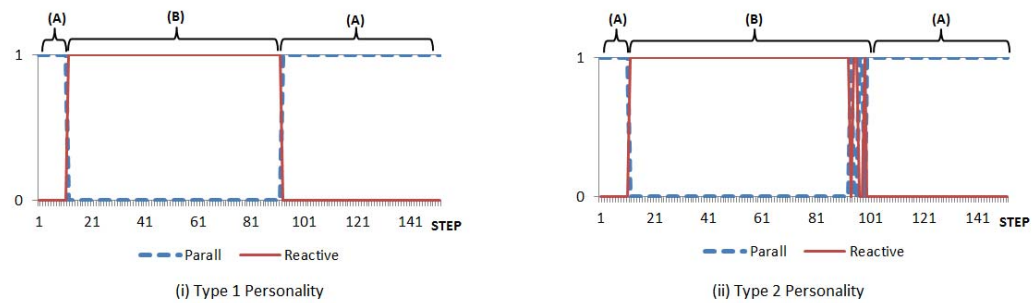 (A) (B) (A)
1
0
1 21 41 61 81 101 121 141 STEP
Parall Reactive
(i) Type 1 Personality
(A) (B) (A)
1
0
1 21 41 61 81 101 121 141 STEP
Parall Reactive
(ii) Type 2 Personality